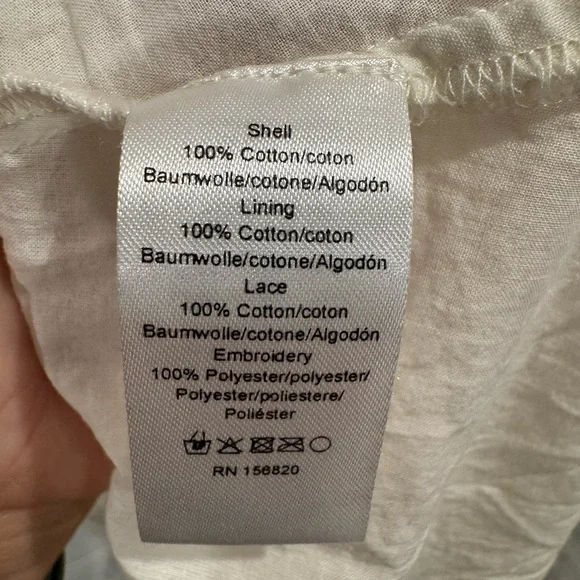 Shell
100% Cotton/coton
Baumwolle/cotone/Algodón
Lining
100% Cotton/coton
Baumwolle/cotone/Algodón
Lace
100% Cotton/coton
Baumwolle/cotone/Algodón
Embroidery
100% Polyester/polyester/
Polyester/poliestere/
Poliéster
RN 156820